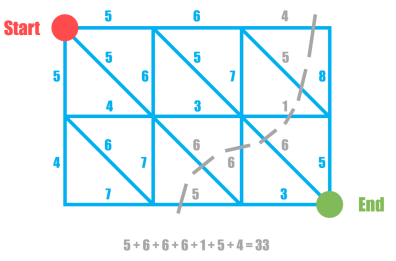 5 6 4
Start
5 5 5
5 6 7 8
4 3 1
6 6 6
4 7 6 5
7 5 3
End
5 + 6 + 6 + 6 + 1 + 5 + 4 = 33